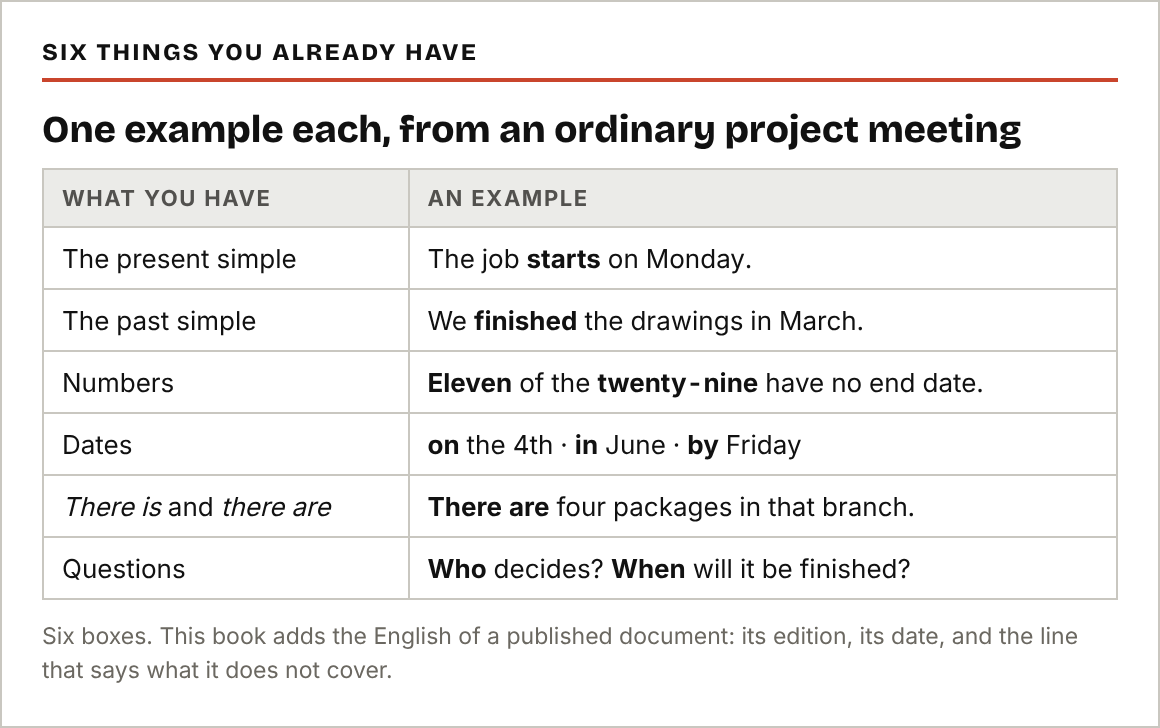 SIX THINGS YOU ALREADY HAVE
One example each, from an ordinary project meeting
WHAT YOU HAVE AN EXAMPLE
The present simple The job starts on Monday.
The past simple We finished the drawings in March.
Numbers Eleven of the twenty-nine have no end date.
Dates on the 4th · in June · by Friday
There is and there are There are four packages in that branch.
Questions Who decides? When will it be finished?
Six boxes. This book adds the English of a published document: its edition, its date, and the line
that says what it does not cover.